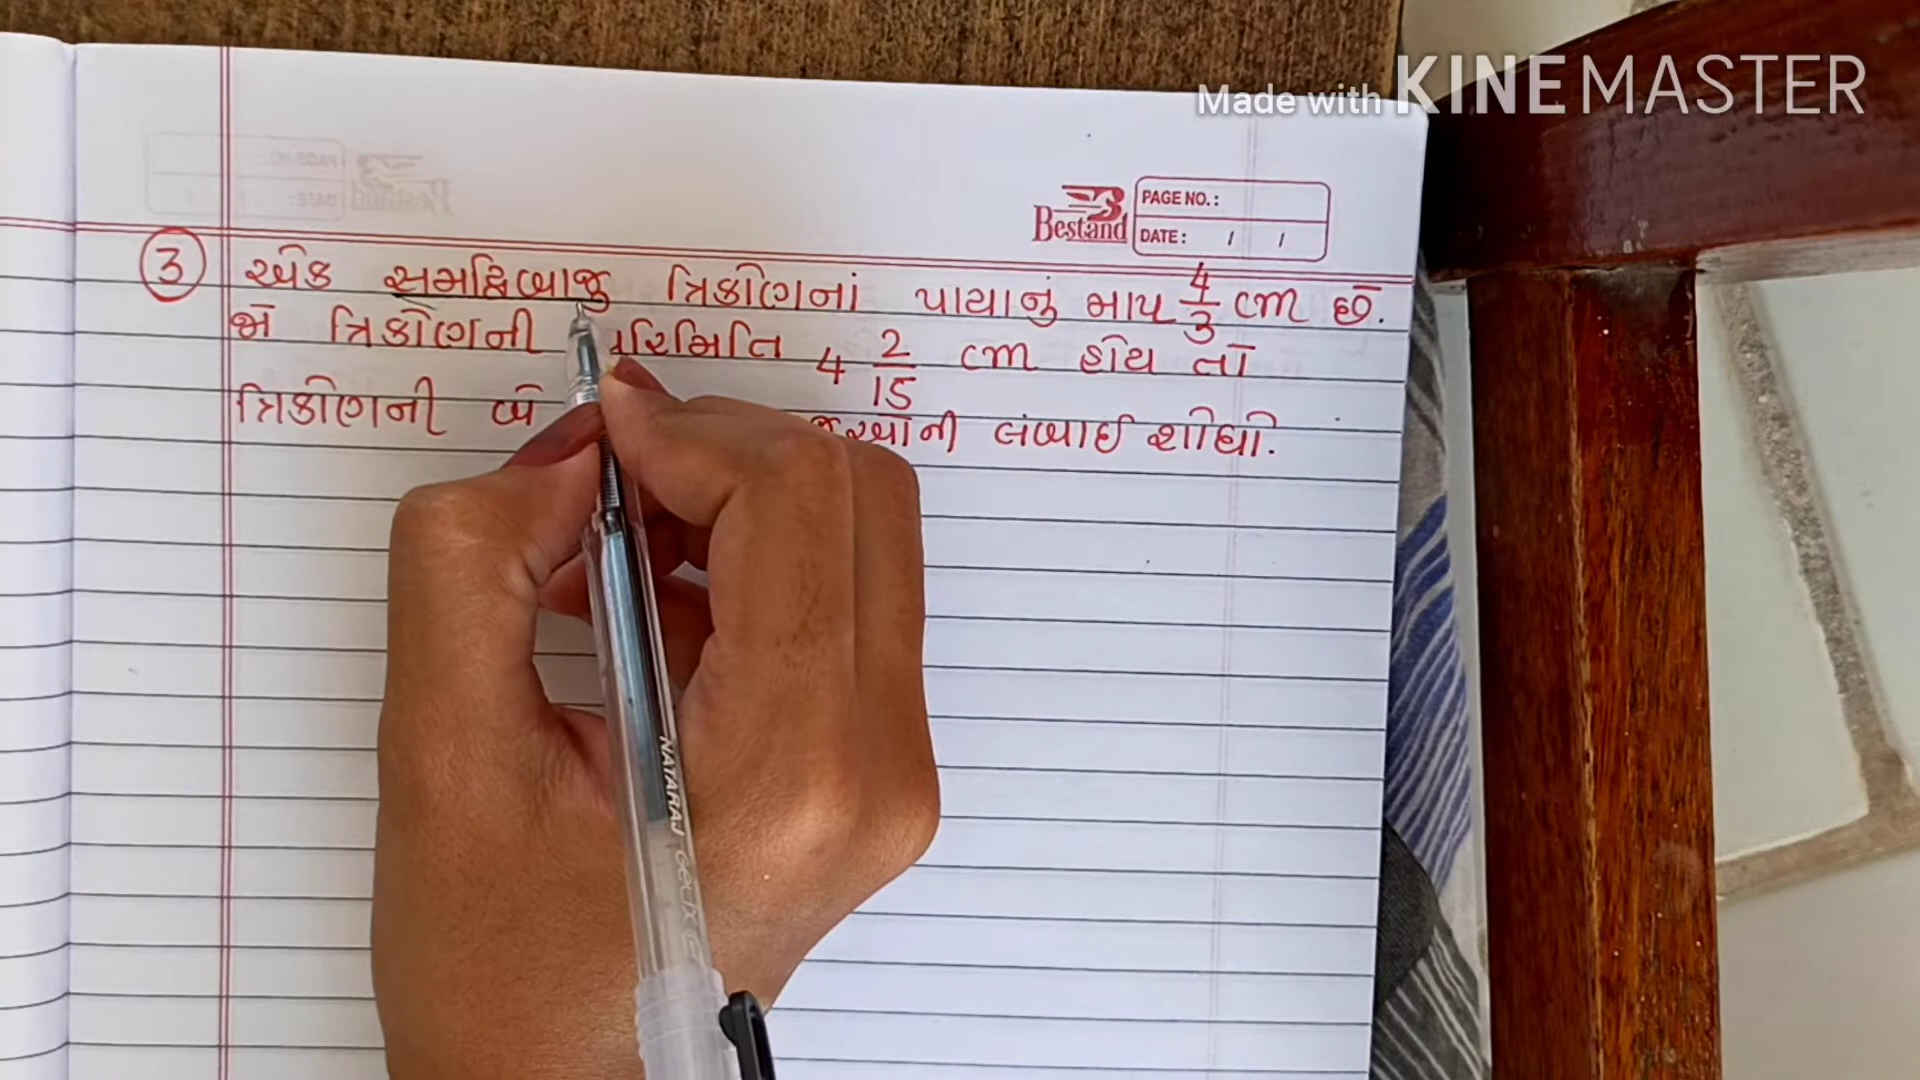 Made with KINEMASTER
Bestand
PAGE NO. :
DATE : / /
3 એક સમદ્વિબાજુ ત્રિકોણનાં પાયાનું માપ 4/3 cm છે.
જો ત્રિકોણની પરિમિતિ 4 2/15 cm હોય તો
ત્રિકોણની બે લંબાઈ શોધો.
NATARAJ